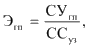 Э_гп = СУ_гп / СС_уз,